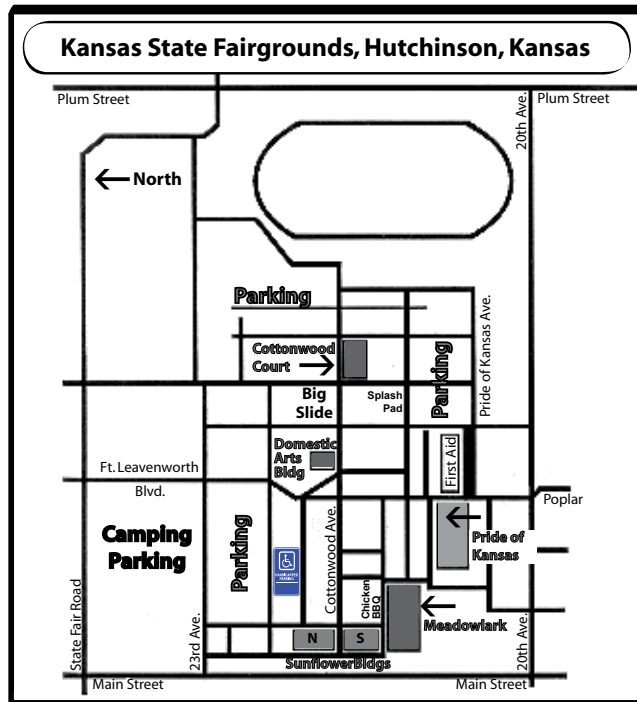 Kansas State Fairgrounds, Hutchinson, Kansas
Plum Street
20th Ave.
Plum Street
North
Parking
Pride of Kansas Ave.
Cottonwood
Court
Parking
Big
Slide
Splash
Pad
Domestic
Arts
Bldg
First Aid
Ft. Leavenworth
Blvd.
Poplar
Camping
Parking
Parking
HANDICAPPED
PARKING
Cottonwood Ave.
Pride of
Kansas
Chicken
BBQ
Meadowlark
State Fair Road
23rd Ave.
N
S
20th Ave.
SunflowerBldgs
Main Street
Main Street